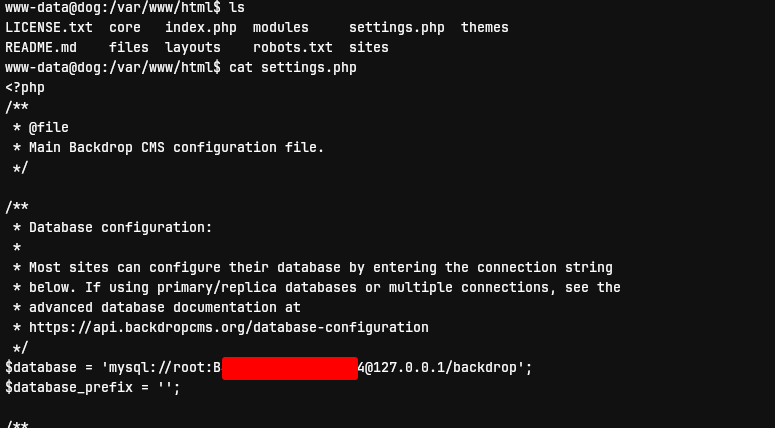 www-data@dog:/var/www/html$ ls
LICENSE.txt  core   index.php  modules     settings.php  themes
README.md    files  layouts    robots.txt  sites
www-data@dog:/var/www/html$ cat settings.php
<?php
/**
 * @file
 * Main Backdrop CMS configuration file.
 */

/**
 * Database configuration:
 *
 * Most sites can configure their database by entering the connection string
 * below. If using primary/replica databases or multiple connections, see the
 * advanced database documentation at
 * https://api.backdropcms.org/database-configuration
 */
$database = 'mysql://root:B 4@127.0.0.1/backdrop';
$database_prefix = '';

/**